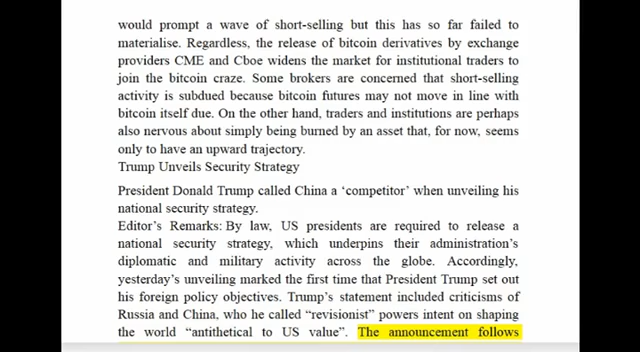 would prompt a wave of short-selling but this has so far failed to
materialise. Regardless, the release of bitcoin derivatives by exchange
providers CME and Cboe widens the market for institutional traders to
join the bitcoin craze. Some brokers are concerned that short-selling
activity is subdued because bitcoin futures may not move in line with
bitcoin itself due. On the other hand, traders and institutions are perhaps
also nervous about simply being burned by an asset that, for now, seems
only to have an upward trajectory.
Trump Unveils Security Strategy
President Donald Trump called China a ‘competitor’ when unveiling his
national security strategy.
Editor’s Remarks: By law, US presidents are required to release a
national security strategy, which underpins their administration’s
diplomatic and military activity across the globe. Accordingly,
yesterday’s unveiling marked the first time that President Trump set out
his foreign policy objectives. Trump’s statement included criticisms of
Russia and China, who he called “revisionist” powers intent on shaping
the world “antithetical to US value”. The announcement follows